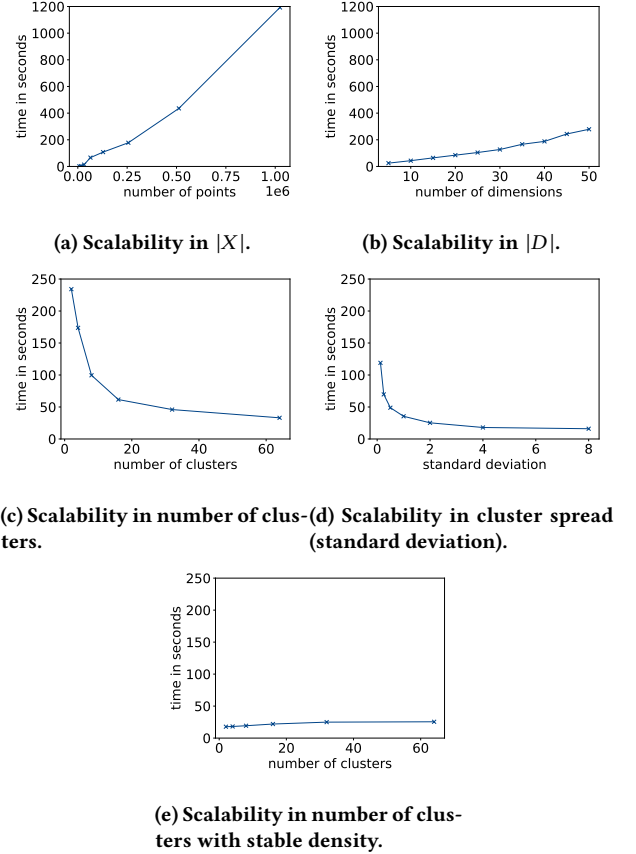 1200
1000
800
600
400
200
0
time in seconds
0.00 0.25 0.50 0.75 1.00
number of points
1e6
(a) Scalability in |X|.
1200
1000
800
600
400
200
0
time in seconds
10 20 30 40 50
number of dimensions
(b) Scalability in |D|.
250
200
150
100
50
0
time in seconds
0 20 40 60
number of clusters
(c) Scalability in number of clus-
ters.
250
200
150
100
50
0
time in seconds
0 2 4 6 8
standard deviation
(d) Scalability in cluster spread
(standard deviation).
250
200
150
100
50
0
time in seconds
0 20 40 60
number of clusters
(e) Scalability in number of clus-
ters with stable density.